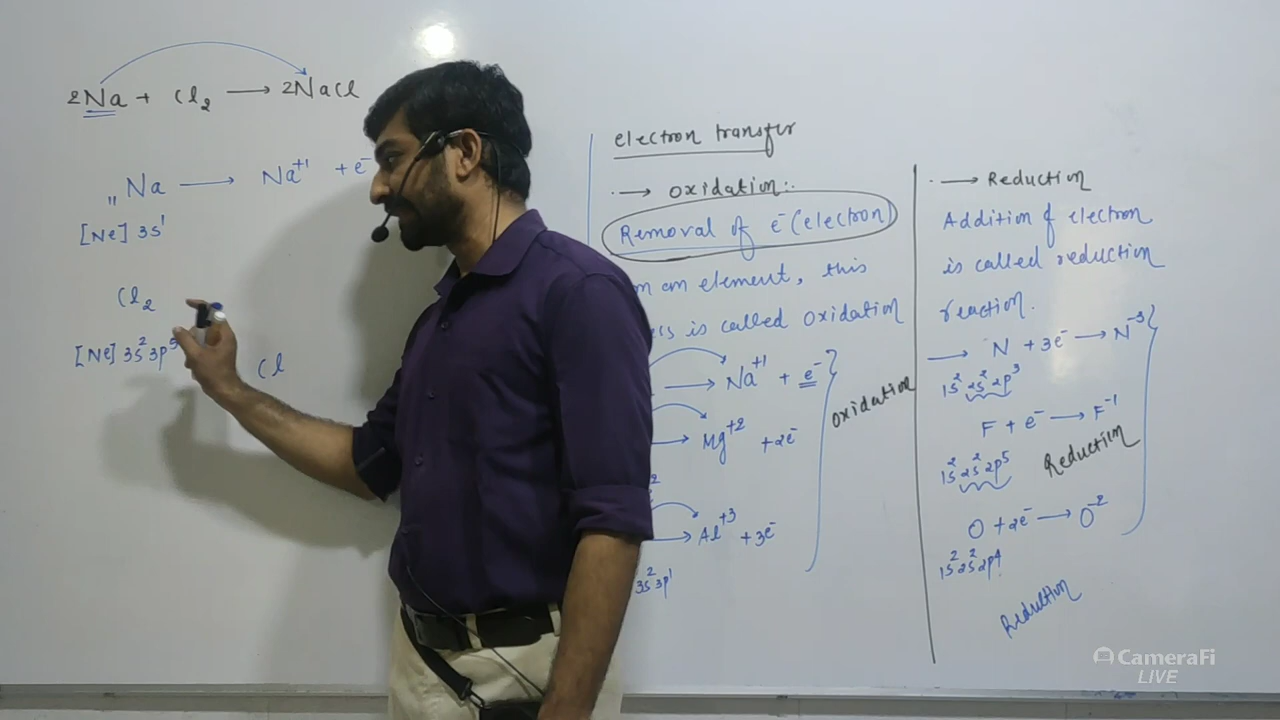 2Na + Cl₂ ⟶ 2NaCl
₁₁Na ⟶ Na⁺¹ + e⁻
[Ne] 3s¹
Cl₂
[Ne] 3s² 3p⁵
Cl
electron transfer
⟶ oxidation:.
Removal of e⁻ (electron)
an element, this
is called oxidation
⟶ Na⁺¹ + e⁻
⟶ Mg⁺² + 2e⁻
⟶ Al⁺³ + 3e⁻
3s² 3p¹
oxidation
⟶ Reduction
Addition of electron
is called reduction
reaction.
⟶ N + 3e⁻ ⟶ N⁻³
1s² 2s² 2p³
F + e⁻ ⟶ F⁻¹
1s² 2s² 2p⁵
Reduction
O + 2e⁻ ⟶ O⁻²
1s² 2s² 2p⁴
Reduction
CameraFi
LIVE